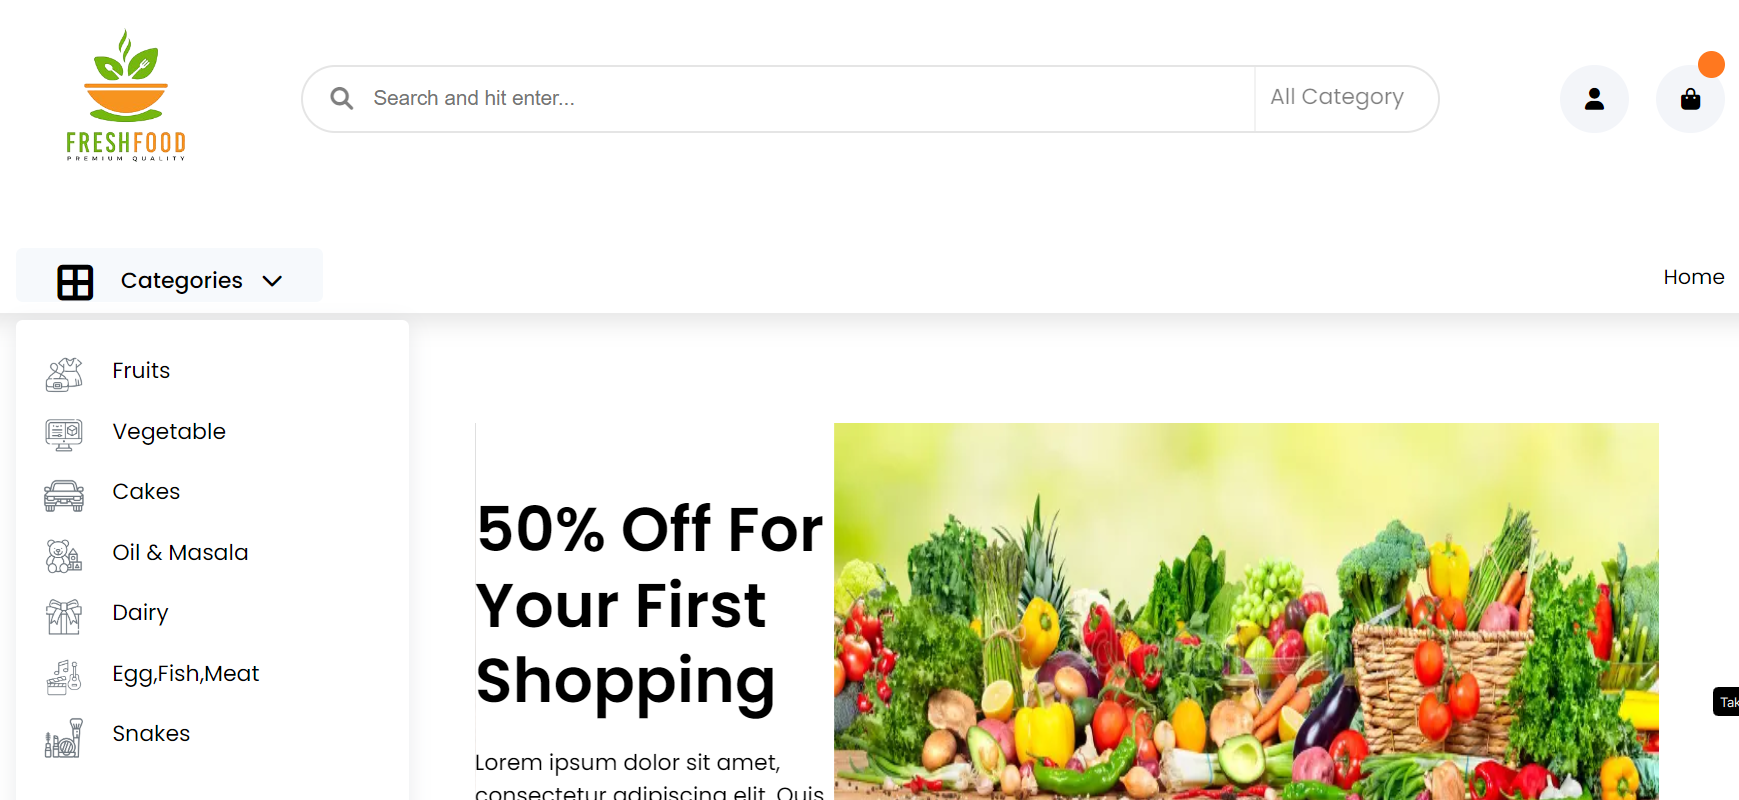 FRESHFOOD
PREMIUM QUALITY
Search and hit enter...
All Category
Categories
Home
Fruits
Vegetable
Cakes
Oil & Masala
Dairy
Egg,Fish,Meat
Snakes
50% Off For
Your First
Shopping
Lorem ipsum dolor sit amet,
consectetur adipiscing elit. Quis
Tak